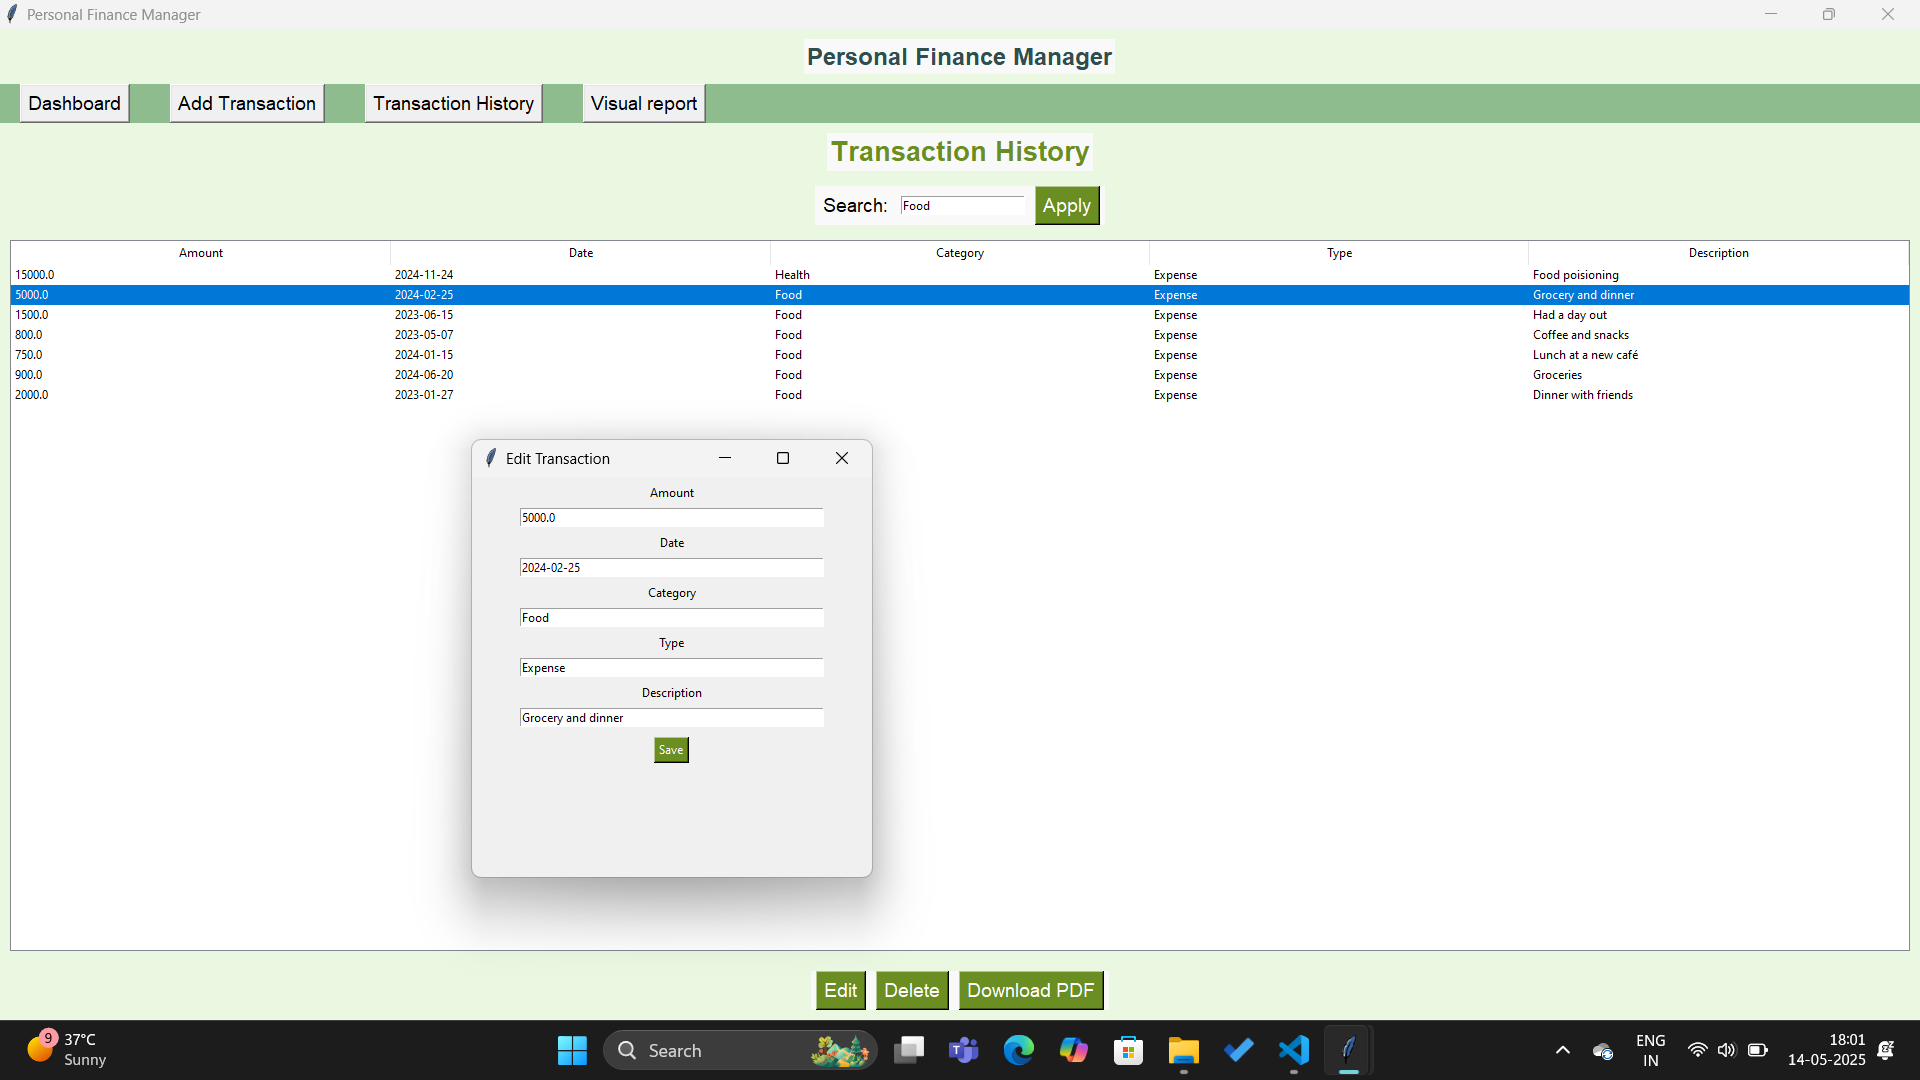 Personal Finance Manager
Personal Finance Manager
Dashboard Add Transaction Transaction History Visual report
Transaction History
Search: Food Apply
Amount Date Category Type Description
15000.0 2024-11-24 Health Expense Food poisioning
5000.0 2024-02-25 Food Expense Grocery and dinner
1500.0 2023-06-15 Food Expense Had a day out
800.0 2023-05-07 Food Expense Coffee and snacks
750.0 2024-01-15 Food Expense Lunch at a new café
900.0 2024-06-20 Food Expense Groceries
2000.0 2023-01-27 Food Expense Dinner with friends
Edit Transaction
Amount
5000.0
Date
2024-02-25
Category
Food
Type
Expense
Description
Grocery and dinner
Save
Edit Delete Download PDF
9
37°C
Sunny
Search
ENG
IN
18:01
14-05-2025